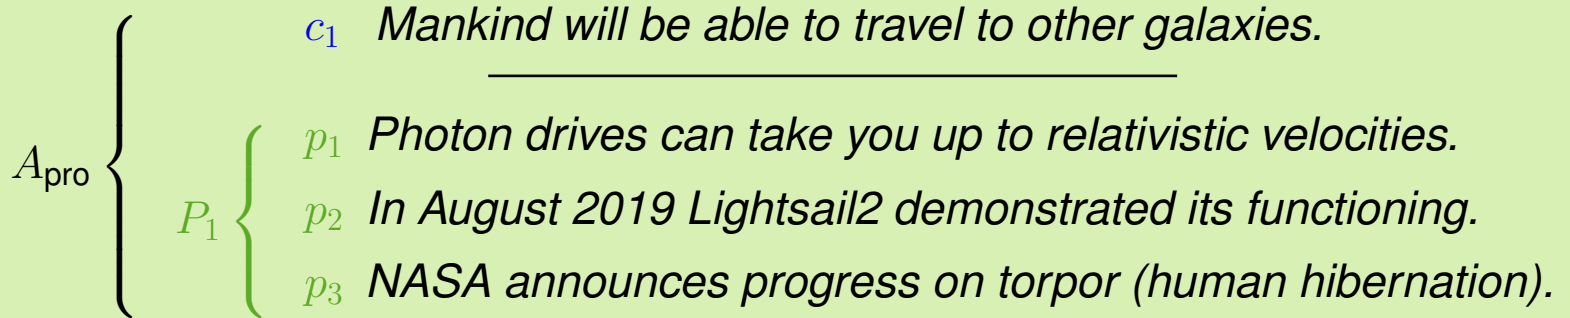 c₁ Mankind will be able to travel to other galaxies.
p₁ Photon drives can take you up to relativistic velocities.
A_pro
P₁
p₂ In August 2019 Lightsail2 demonstrated its functioning.
p₃ NASA announces progress on torpor (human hibernation).